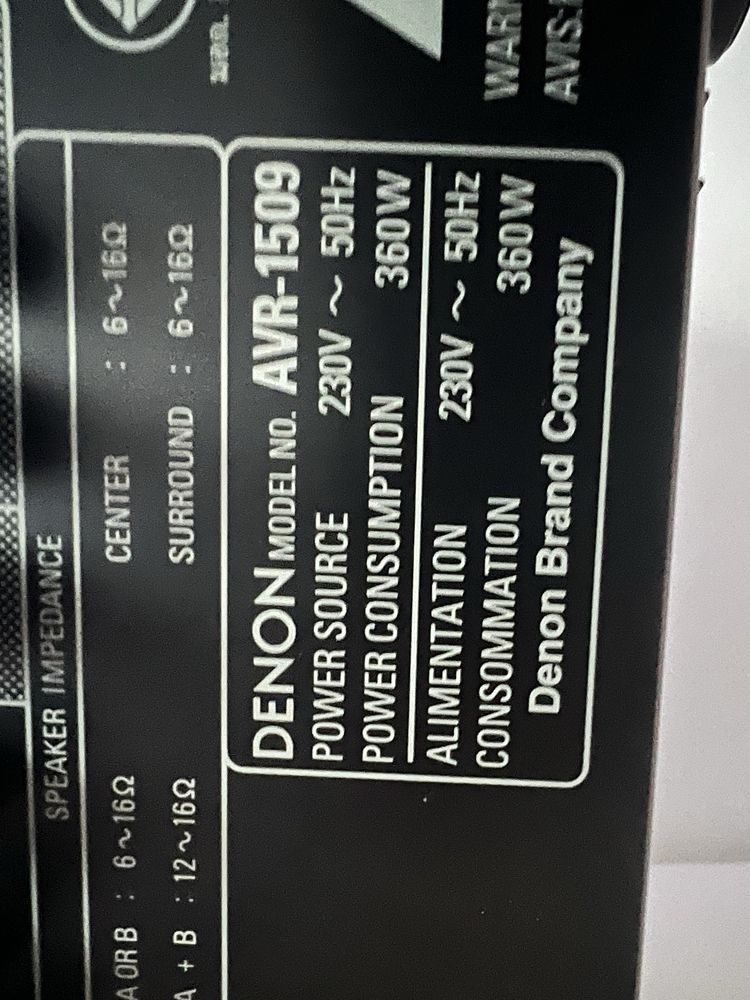 WARN
AVIS:
SPEAKER IMPEDANCE
A OR B : 6~16Ω CENTER : 6~16Ω
A + B : 12~16Ω SURROUND : 6~16Ω
DENON MODEL NO. AVR-1509
POWER SOURCE 230V ~ 50Hz
POWER CONSUMPTION 360W
ALIMENTATION 230V ~ 50Hz
CONSOMMATION 360W
Denon Brand Company